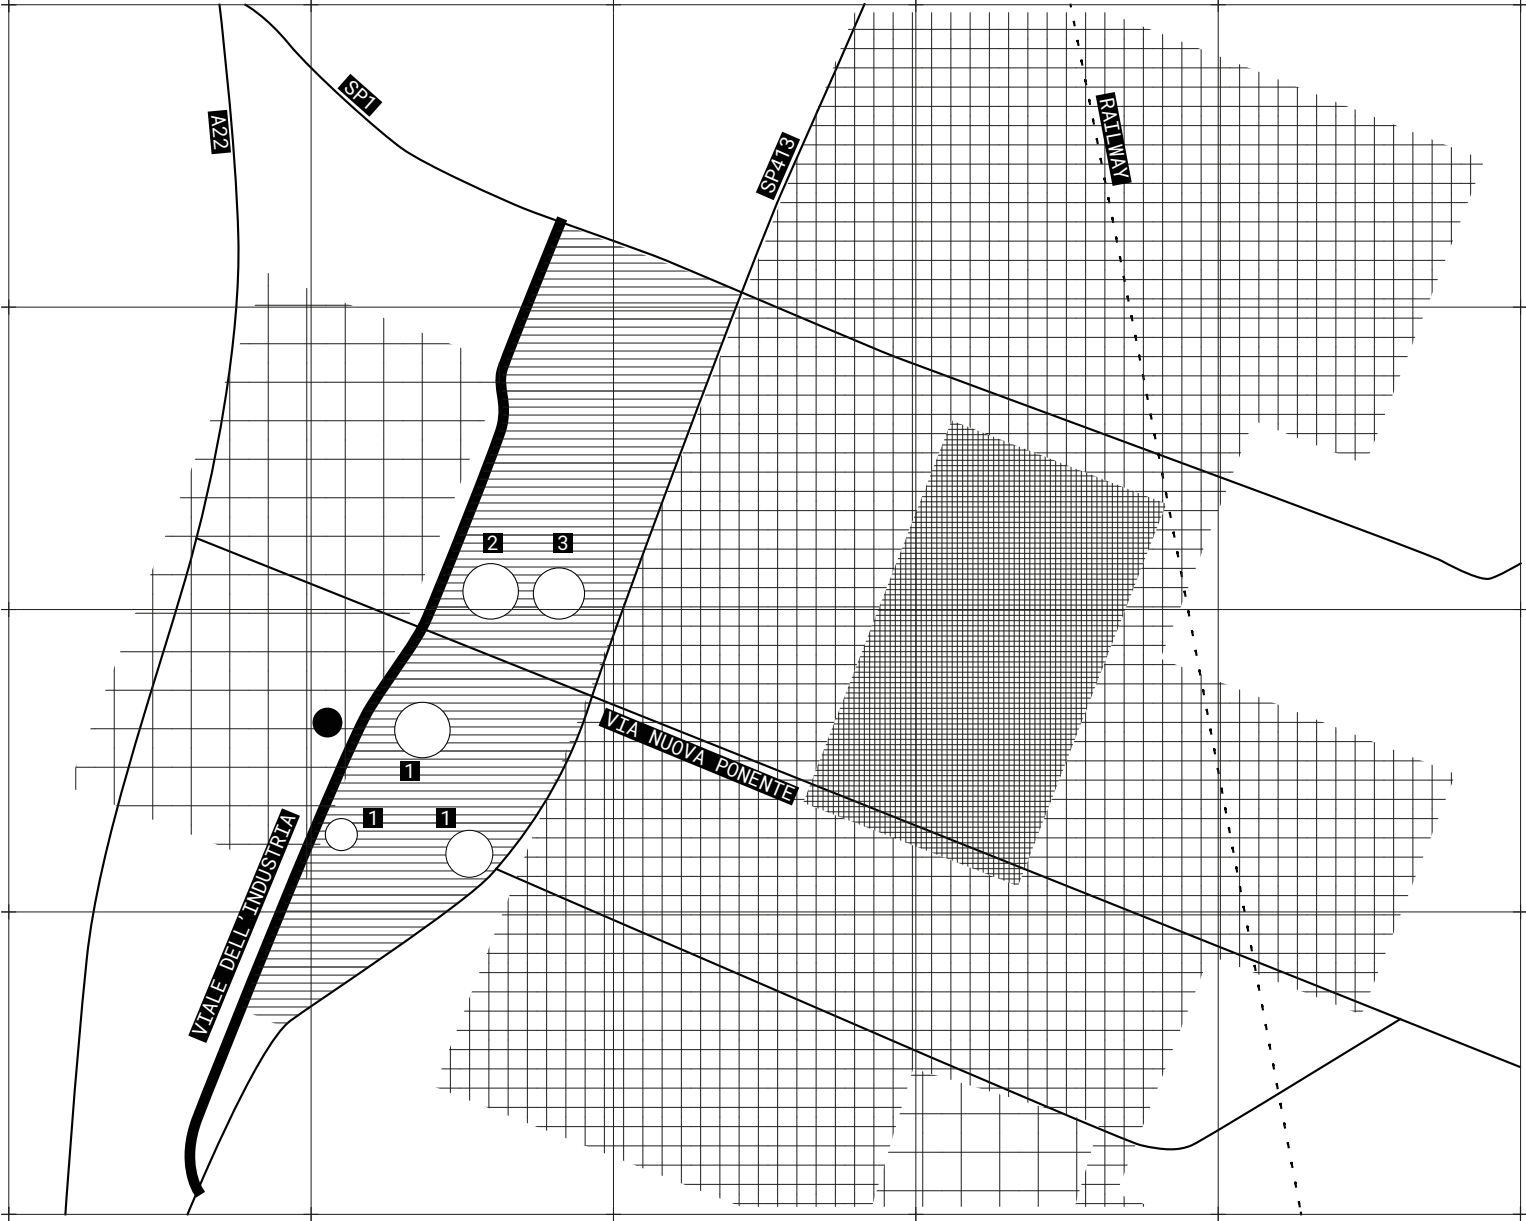 SP1
A22
SP413
RAILWAY
2
3
VIA NUOVA PONENTE
1
1
1
VIALE DELL'INDUSTRIA